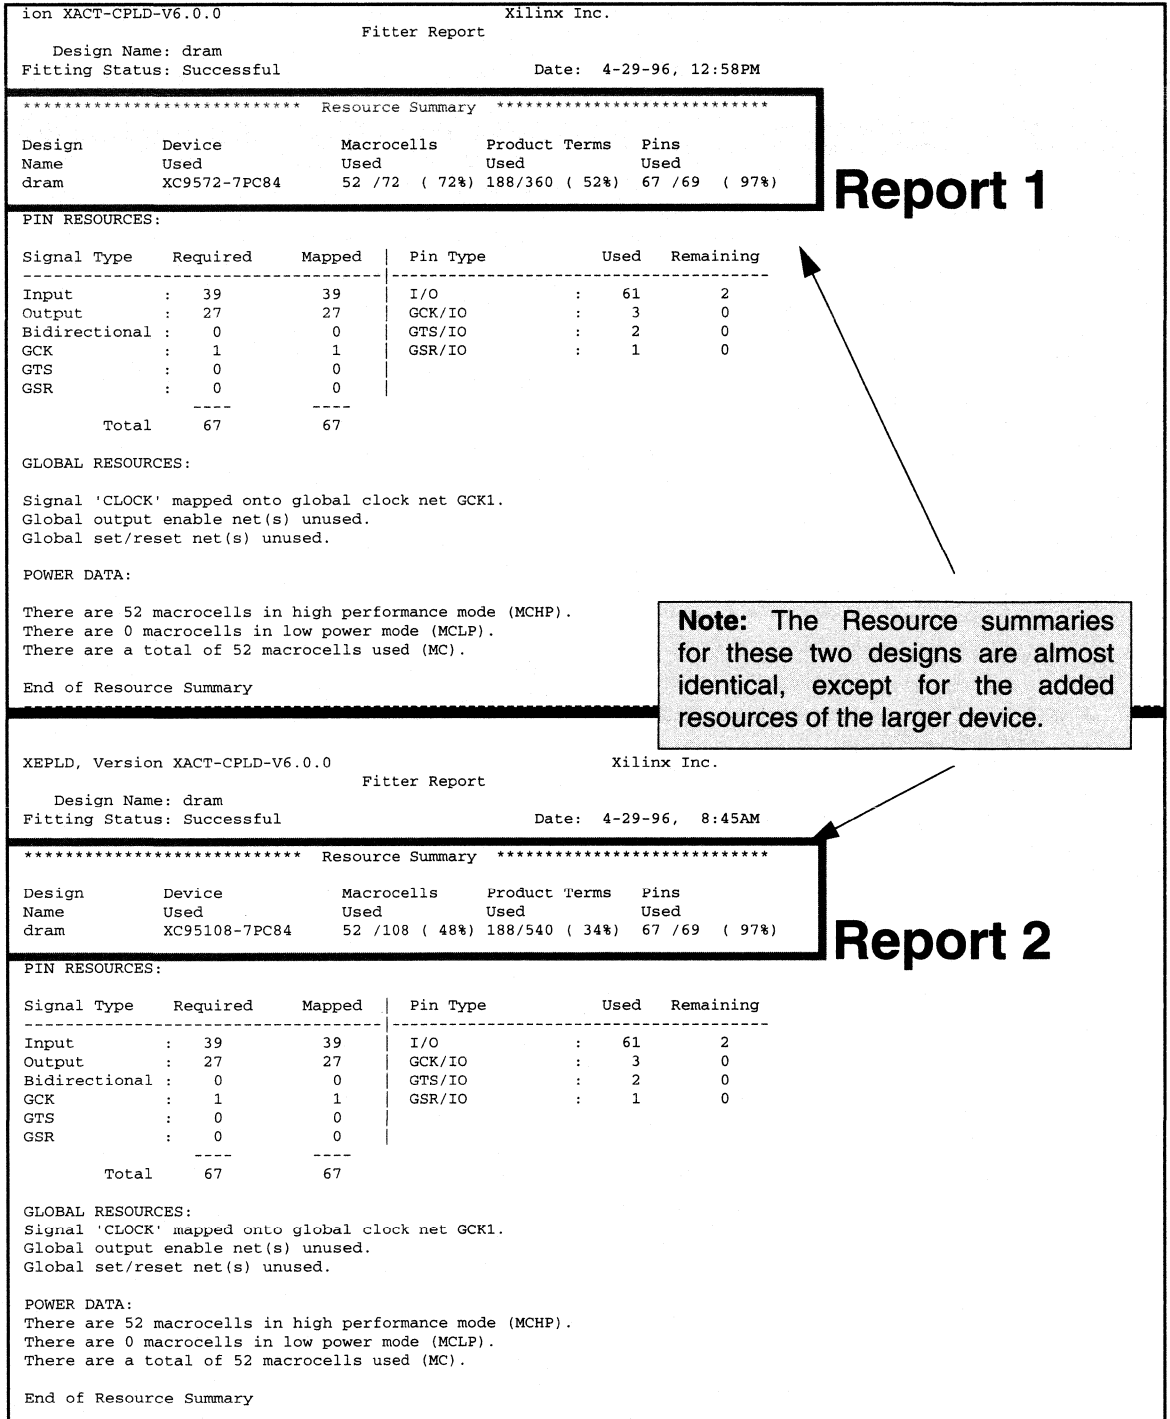 ion XACT-CPLD-V6.0.0 Xilinx Inc.
Fitter Report
Design Name: dram
Fitting Status: Successful Date: 4-29-96, 12:58PM
**************************** Resource Summary ****************************
Design Device Macrocells Product Terms Pins
Name Used Used Used Used
dram XC9572-7PC84 52 /72 ( 72%) 188/360 ( 52%) 67 /69 ( 97%)
Report 1
PIN RESOURCES:
Signal Type Required Mapped | Pin Type Used Remaining
-----------------------------------|-------------------------------------
Input : 39 39 | I/O : 61 2
Output : 27 27 | GCK/IO : 3 0
Bidirectional : 0 0 | GTS/IO : 2 0
GCK : 1 1 | GSR/IO : 1 0
GTS : 0 0 |
GSR : 0 0 |
---- ----
Total 67 67
GLOBAL RESOURCES:
Signal 'CLOCK' mapped onto global clock net GCK1.
Global output enable net(s) unused.
Global set/reset net(s) unused.
POWER DATA:
There are 52 macrocells in high performance mode (MCHP).
There are 0 macrocells in low power mode (MCLP).
There are a total of 52 macrocells used (MC).
End of Resource Summary
Note: The Resource summaries
for these two designs are almost
identical, except for the added
resources of the larger device.
XEPLD, Version XACT-CPLD-V6.0.0 Xilinx Inc.
Fitter Report
Design Name: dram
Fitting Status: Successful Date: 4-29-96, 8:45AM
**************************** Resource Summary ****************************
Design Device Macrocells Product Terms Pins
Name Used Used Used Used
dram XC95108-7PC84 52 /108 ( 48%) 188/540 ( 34%) 67 /69 ( 97%)
Report 2
PIN RESOURCES:
Signal Type Required Mapped | Pin Type Used Remaining
-----------------------------------|-------------------------------------
Input : 39 39 | I/O : 61 2
Output : 27 27 | GCK/IO : 3 0
Bidirectional : 0 0 | GTS/IO : 2 0
GCK : 1 1 | GSR/IO : 1 0
GTS : 0 0 |
GSR : 0 0 |
---- ----
Total 67 67
GLOBAL RESOURCES:
Signal 'CLOCK' mapped onto global clock net GCK1.
Global output enable net(s) unused.
Global set/reset net(s) unused.
POWER DATA:
There are 52 macrocells in high performance mode (MCHP).
There are 0 macrocells in low power mode (MCLP).
There are a total of 52 macrocells used (MC).
End of Resource Summary